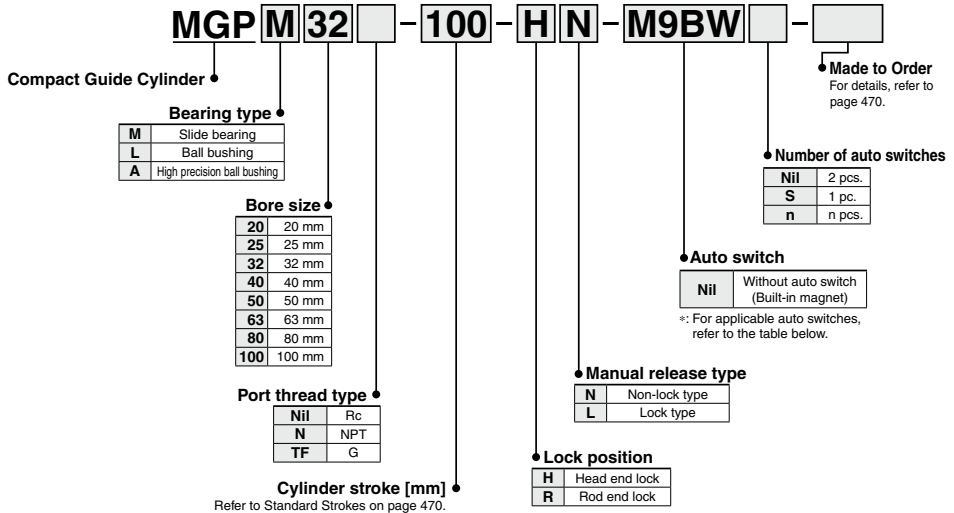 MGP M 32 - 100 - H N - M9BW -
Compact Guide Cylinder
Bearing type
M Slide bearing
L Ball bushing
A High precision ball bushing
Bore size
20 20 mm
25 25 mm
32 32 mm
40 40 mm
50 50 mm
63 63 mm
80 80 mm
100 100 mm
Port thread type
Nil Rc
N NPT
TF G
Cylinder stroke [mm]
Refer to Standard Strokes on page 470.
Lock position
H Head end lock
R Rod end lock
Manual release type
N Non-lock type
L Lock type
Auto switch
Nil Without auto switch
(Built-in magnet)
∗: For applicable auto switches,
refer to the table below.
Number of auto switches
Nil 2 pcs.
S 1 pc.
n n pcs.
Made to Order
For details, refer to
page 470.